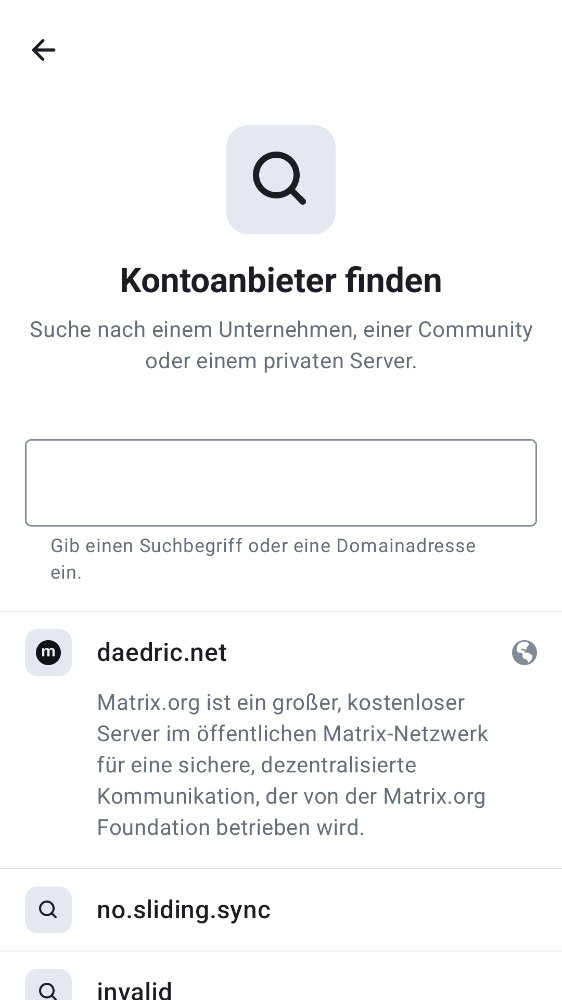 Kontoanbieter finden
Suche nach einem Unternehmen, einer Community
oder einem privaten Server.
Gib einen Suchbegriff oder eine Domainadresse
ein.
m
daedric.net
Matrix.org ist ein großer, kostenloser
Server im öffentlichen Matrix-Netzwerk
für eine sichere, dezentralisierte
Kommunikation, der von der Matrix.org
Foundation betrieben wird.
no.sliding.sync
invalid